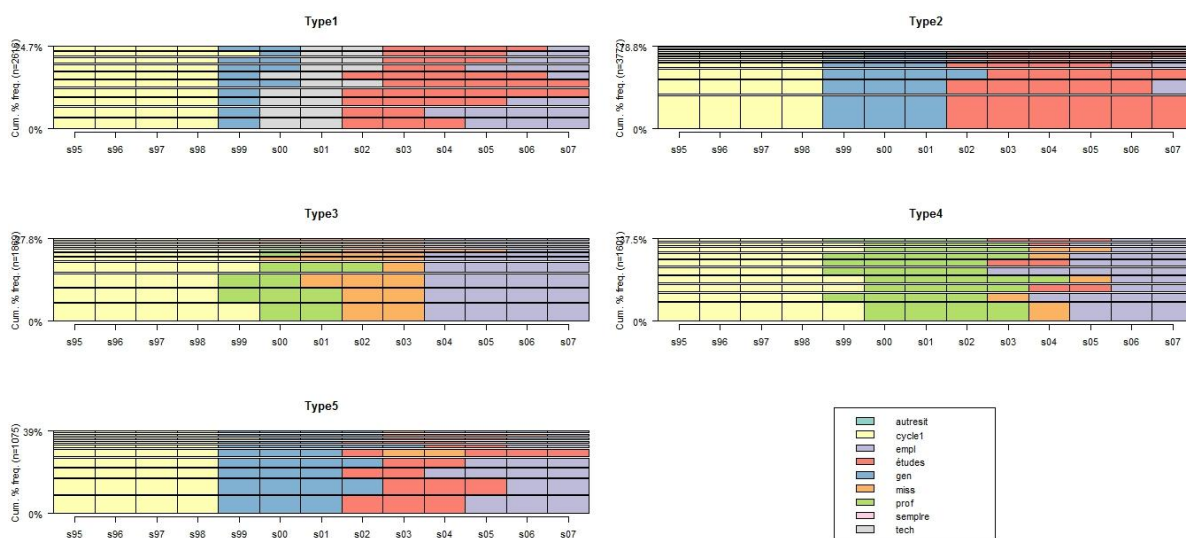 Type1
24.7%
Cum. % freq.
0%
s95 s96 s97 s98 s99 s00 s01 s02 s03 s04 s05 s06 s07
Type2
78.8%
Cum. % freq.
0%
s95 s96 s97 s98 s99 s00 s01 s02 s03 s04 s05 s06 s07
Type3
27.8%
Cum. % freq.
0%
s95 s96 s97 s98 s99 s00 s01 s02 s03 s04 s05 s06 s07
Type4
37.5%
Cum. % freq.
0%
s95 s96 s97 s98 s99 s00 s01 s02 s03 s04 s05 s06 s07
Type5
39%
Cum. % freq. (n=1075)
0%
s95 s96 s97 s98 s99 s00 s01 s02 s03 s04 s05 s06 s07
autresit
cycle1
empl
études
gen
miss
prof
semplre
tech